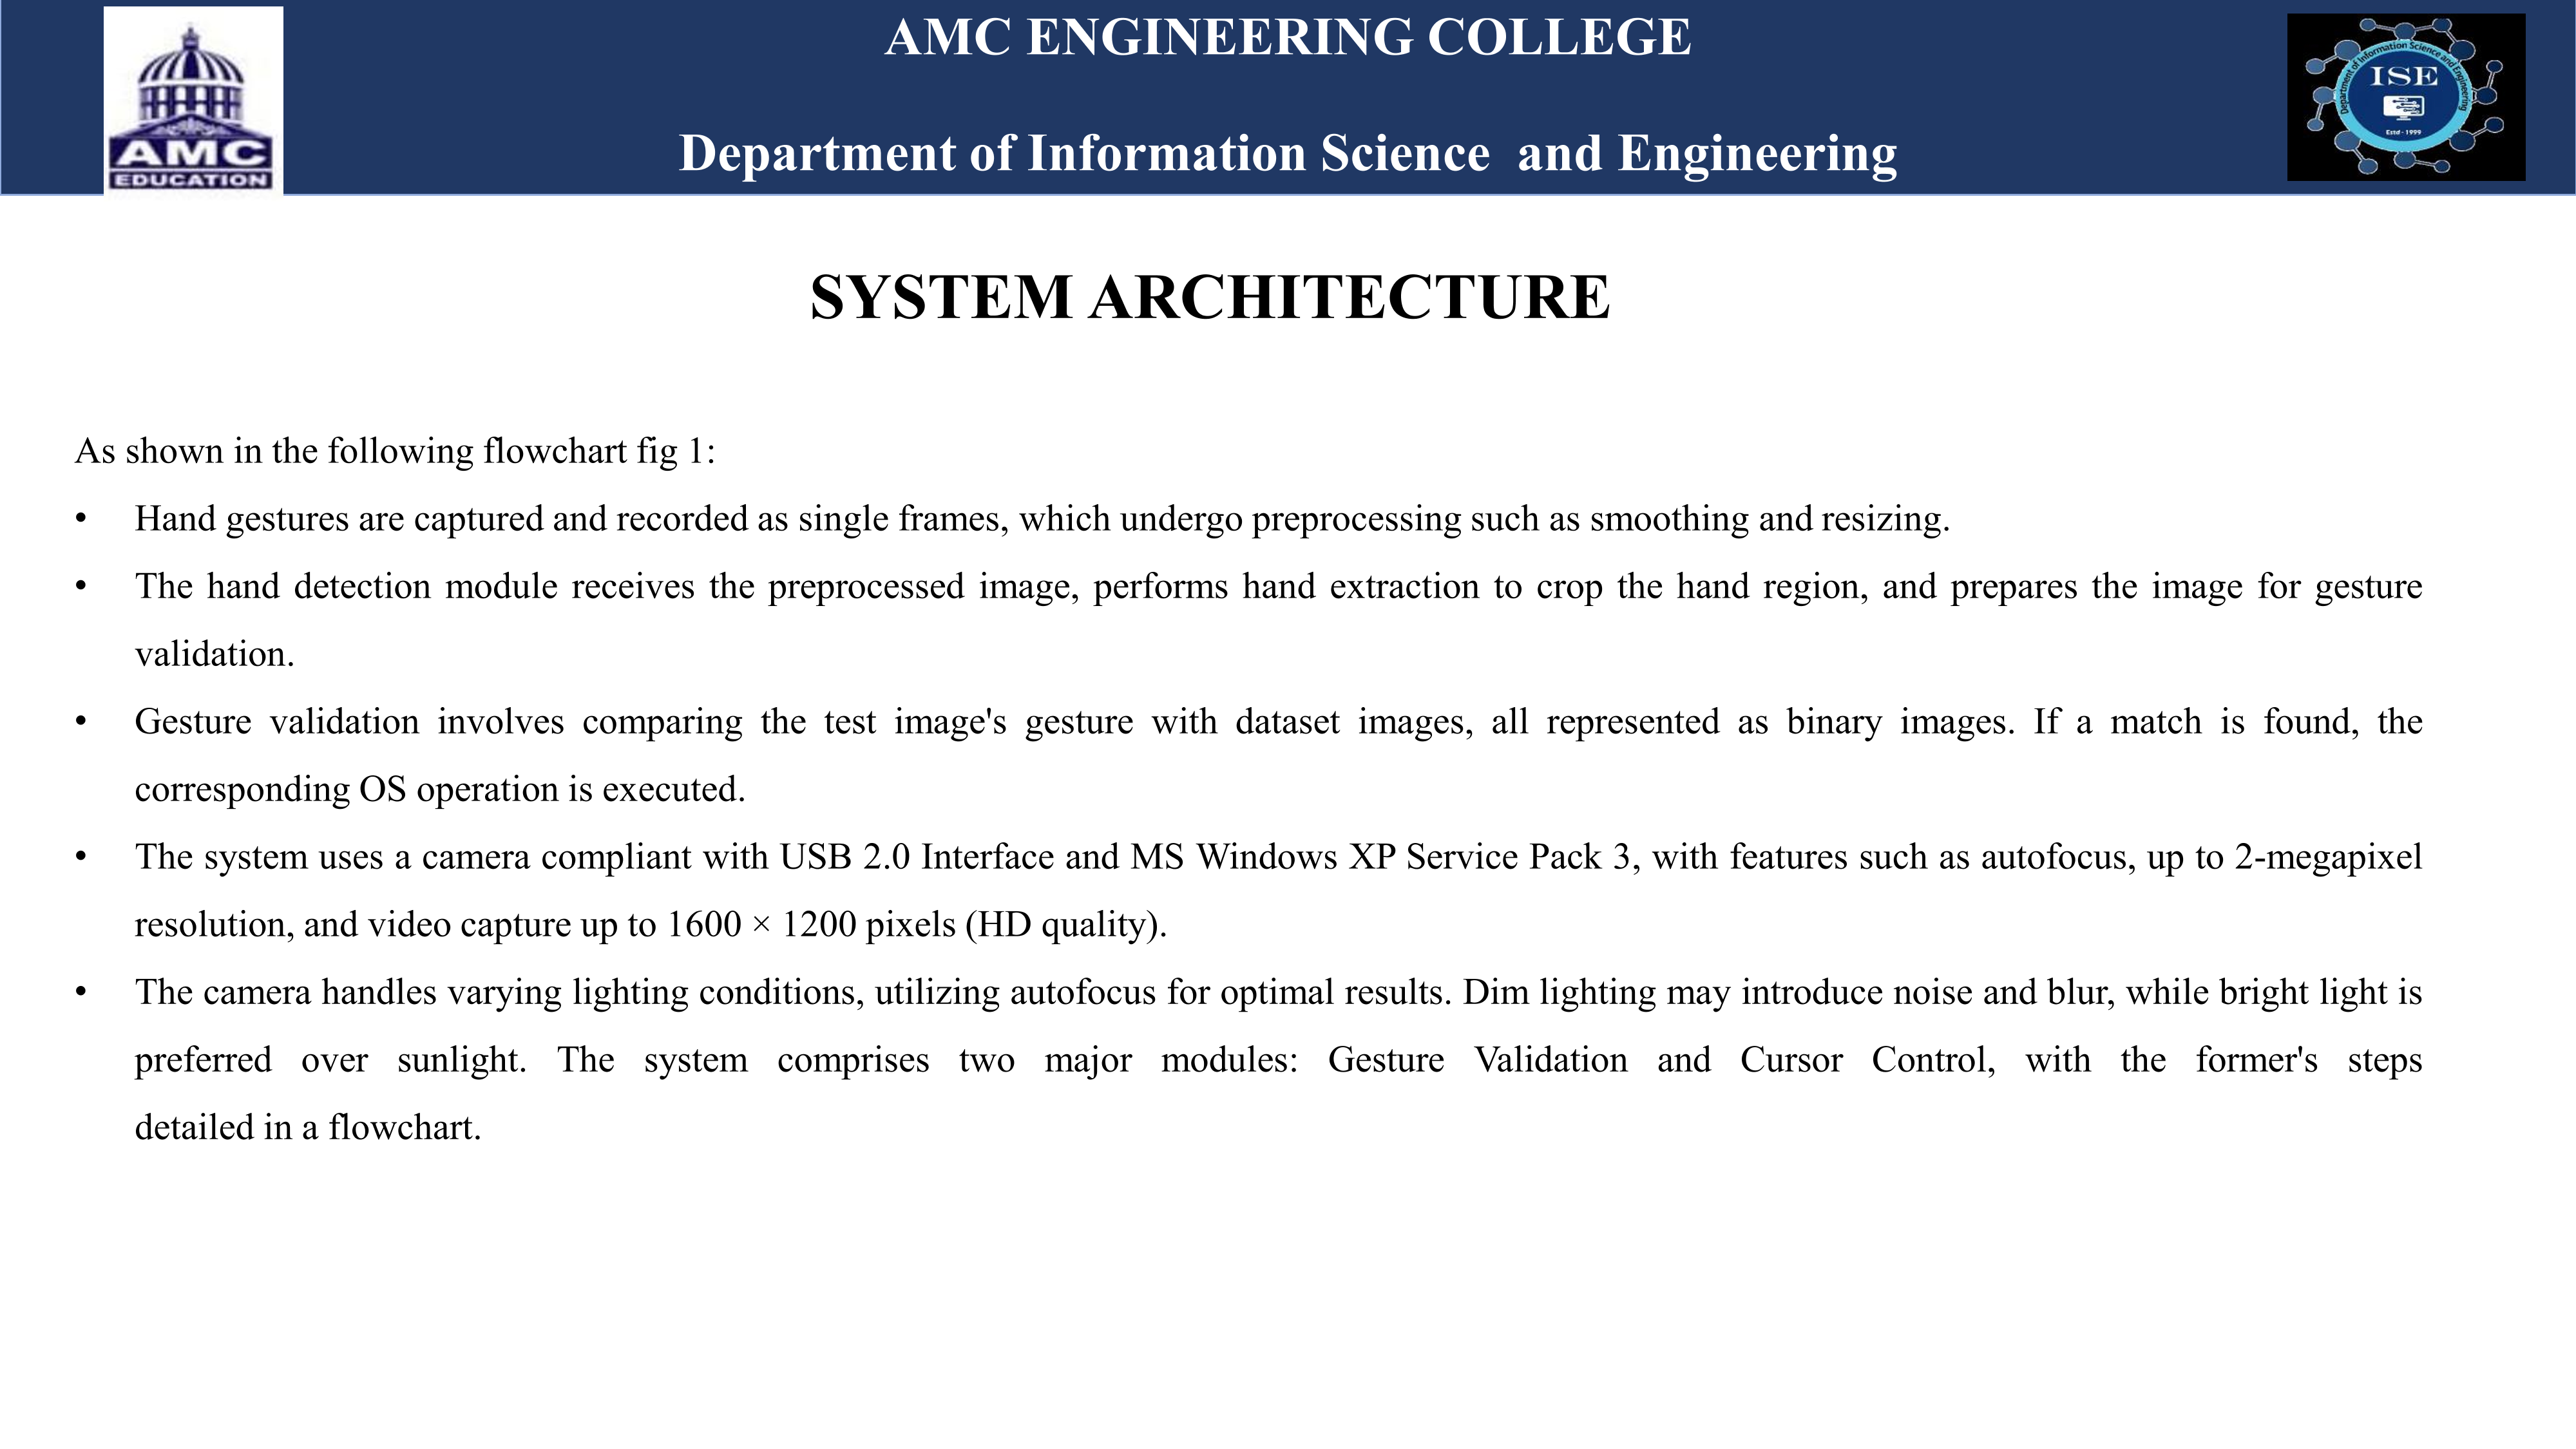 AMC ENGINEERING COLLEGE
Department of Information Science and Engineering
AMC
EDUCATION
Department of Information Science and Engineering
ISE
Estd - 1999
SYSTEM ARCHITECTURE
As shown in the following flowchart fig 1:
• Hand gestures are captured and recorded as single frames, which undergo preprocessing such as smoothing and resizing.
• The hand detection module receives the preprocessed image, performs hand extraction to crop the hand region, and prepares the image for gesture
validation.
• Gesture validation involves comparing the test image's gesture with dataset images, all represented as binary images. If a match is found, the
corresponding OS operation is executed.
• The system uses a camera compliant with USB 2.0 Interface and MS Windows XP Service Pack 3, with features such as autofocus, up to 2-megapixel
resolution, and video capture up to 1600 × 1200 pixels (HD quality).
• The camera handles varying lighting conditions, utilizing autofocus for optimal results. Dim lighting may introduce noise and blur, while bright light is
preferred over sunlight. The system comprises two major modules: Gesture Validation and Cursor Control, with the former's steps
detailed in a flowchart.